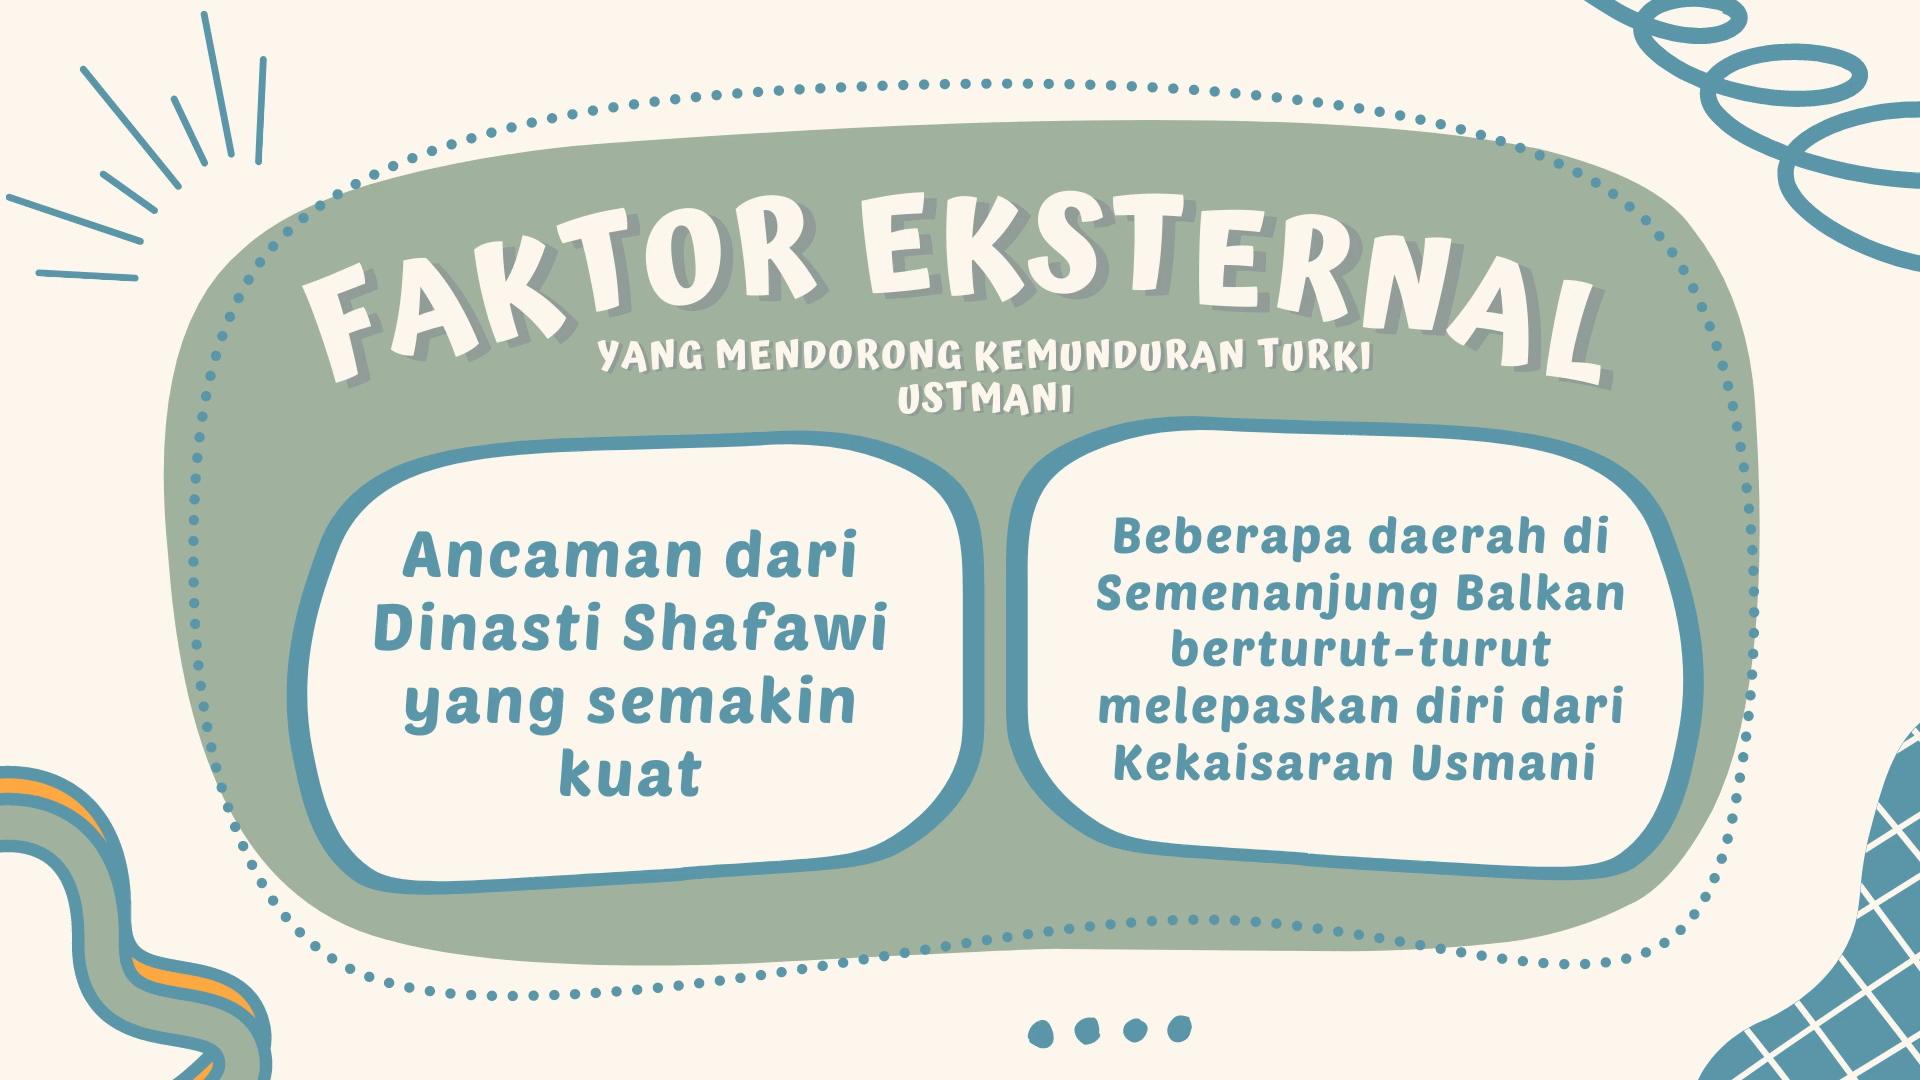 FAKTOR EKSTERNAL
YANG MENDORONG KEMUNDURAN TURKI
USTMANI
Ancaman dari
Dinasti Shafawi
yang semakin
kuat
Beberapa daerah di
Semenanjung Balkan
berturut-turut
melepaskan diri dari
Kekaisaran Usmani